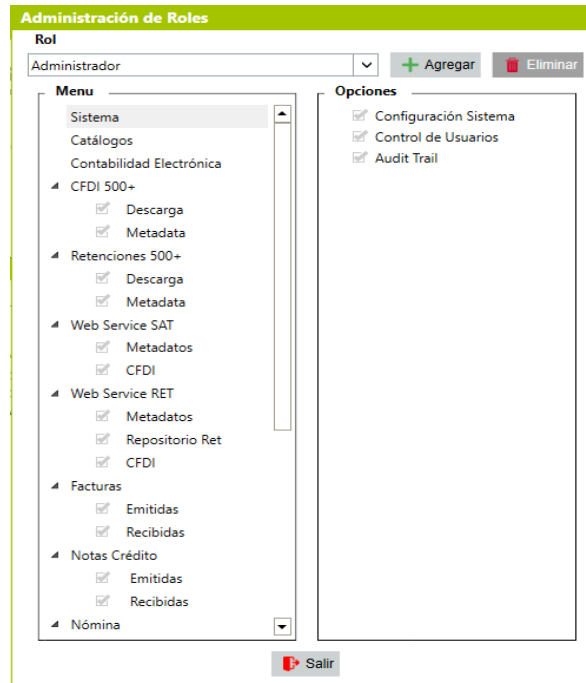 Administración de Roles
Rol
Administrador
Agregar
Eliminar
Menu
Sistema
Catálogos
Contabilidad Electrónica
CFDI 500+
Descarga
Metadata
Retenciones 500+
Descarga
Metadata
Web Service SAT
Metadatos
CFDI
Web Service RET
Metadatos
Repositorio Ret
CFDI
Facturas
Emitidas
Recibidas
Notas Crédito
Emitidas
Recibidas
Nómina
Opciones
Configuración Sistema
Control de Usuarios
Audit Trail
Salir